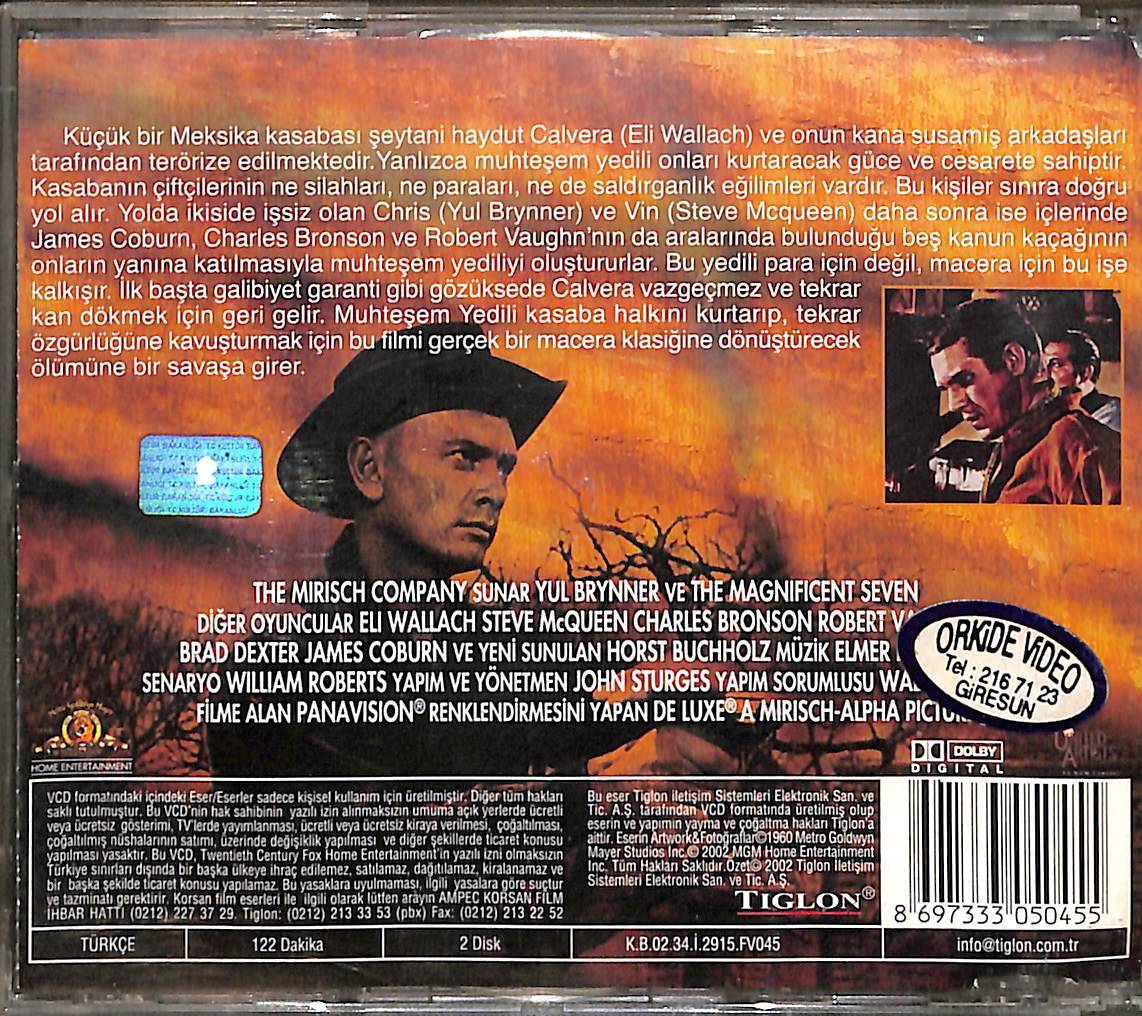 Küçük bir Meksika kasabası şeytani haydut Calvera (Eli Wallach) ve onun kana susamış arkadaşları
tarafından terörize edilmektedir.Yanlızca muhteşem yedili onları kurtaracak güce ve cesarete sahiptir.
Kasabanın çiftçilerinin ne silahları, ne paraları, ne de saldırganlık eğilimleri vardır. Bu kişiler sınıra doğru
yol alır. Yolda ikiside işsiz olan Chris (Yul Brynner) ve Vin (Steve Mcqueen) daha sonra ise içlerinde
James Coburn, Charles Bronson ve Robert Vaughn'nın da aralarında bulunduğu beş kanun kaçağının
onların yanına katılmasıyla muhteşem yediliyi oluştururlar. Bu yedili para için değil, macera için bu işe
kalkışır. İlk başta galibiyet garanti gibi gözüksede Calvera vazgeçmez ve tekrar
kan dökmek için geri gelir. Muhteşem Yedili kasaba halkını kurtarıp, tekrar
özgürlüğüne kavuşturmak için bu filmi gerçek bir macera klasiğine dönüştürecek
ölümüne bir savaşa girer.
THE MIRISCH COMPANY SUNAR YUL BRYNNER VE THE MAGNIFICENT SEVEN
DİĞER OYUNCULAR ELI WALLACH STEVE McQUEEN CHARLES BRONSON ROBERT
BRAD DEXTER JAMES COBURN VE YENİ SUNULAN HORST BUCHHOLZ MÜZİK ELMER
SENARYO WILLIAM ROBERTS YAPIM VE YÖNETMEN JOHN STURGES YAPIM SORUMLUSU
FİLME ALAN PANAVISION® RENKLENDİRMESİNİ YAPAN DE LUXE® A MIRISCH-ALPHA
ORKİDE VİDEO
Tel.: 216 71 23
GİRESUN
HOME ENTERTAINMENT
DOLBY
DIGITAL
VCD formatındaki içindeki Eser/Eserler sadece kişisel kullanım için üretilmiştir. Diğer tüm hakları
saklı tutulmuştur. Bu VCD'nin hak sahibinin yazılı izin alınmaksızın umuma açık yerlerde ücretli
veya ücretsiz gösterimi, TV'lerde yayımlanması, ücretli veya ücretsiz kiraya verilmesi, çoğaltılması,
çoğaltılmış nüshalarının satımı, üzerinde değişiklik yapılması ve diğer şekillerde ticaret konusu
yapılması yasaktır. Bu VCD, Twentieth Century Fox Home Entertainment'in yazılı izni olmaksızın
Türkiye sınırları dışında bir başka ülkeye ihraç edilemez, satılamaz, dağıtılamaz, kiralanamaz ve
bir başka şekilde ticaret konusu yapılamaz. Bu yasaklara uyulmaması, ilgili yasalara göre suçtur
ve tazminatı gerektirir. Korsan film eserleri ile ilgili olarak lütfen arayın AMPEC KORSAN FİLM
İHBAR HATTI (0212) 227 37 29. Tiglon: (0212) 213 33 53 (pbx) Fax: (0212) 213 22 52
Bu eser Tiglon iletişim Sistemleri Elektronik San. ve
Tic. A.Ş. tarafından VCD formatında üretilmiş olup
eserin ve yapımın yayma ve çoğaltma hakları Tiglon'a
aittir. Eserin Artwork&Fotoğraflar©1960 Metro Goldwyn
Mayer Studios Inc.© 2002 MGM Home Entertainment
Inc. Tüm Hakları Saklıdır.Özet© 2002 Tiglon İletişim
Sistemleri Elektronik San. ve Tic. A.Ş.
TIGLON®
8 697333 050455
TÜRKÇE
122 Dakika
2 Disk
K.B.02.34.İ.2915.FV045
info@tiglon.com.tr